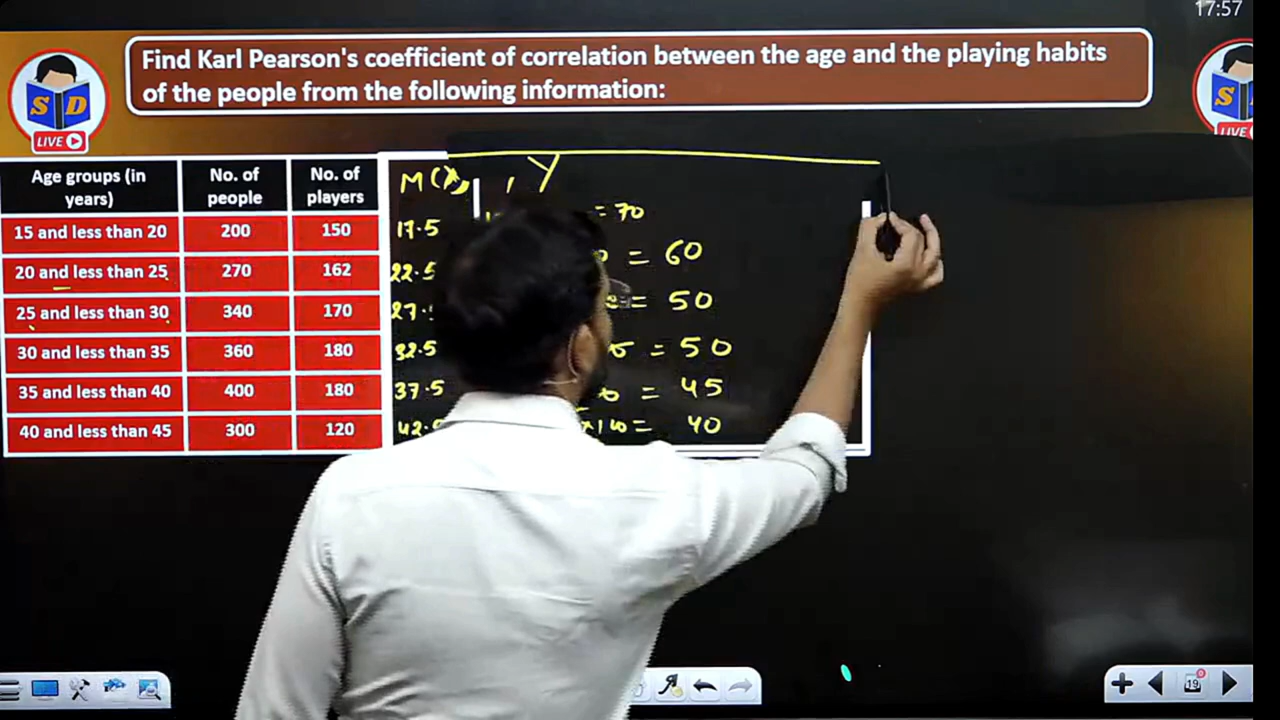 17:57
Find Karl Pearson's coefficient of correlation between the age and the playing habits
of the people from the following information:
S D
LIVE
S
LIVE
Age groups (in years) No. of people No. of players M(X) , Y
15 and less than 20 200 150 17.5 = 70
20 and less than 25 270 162 22.5 = 60
25 and less than 30 340 170 27. = 50
30 and less than 35 360 180 32.5 = 50
35 and less than 40 400 180 37.5 = 45
40 and less than 45 300 120 42. = 40
19